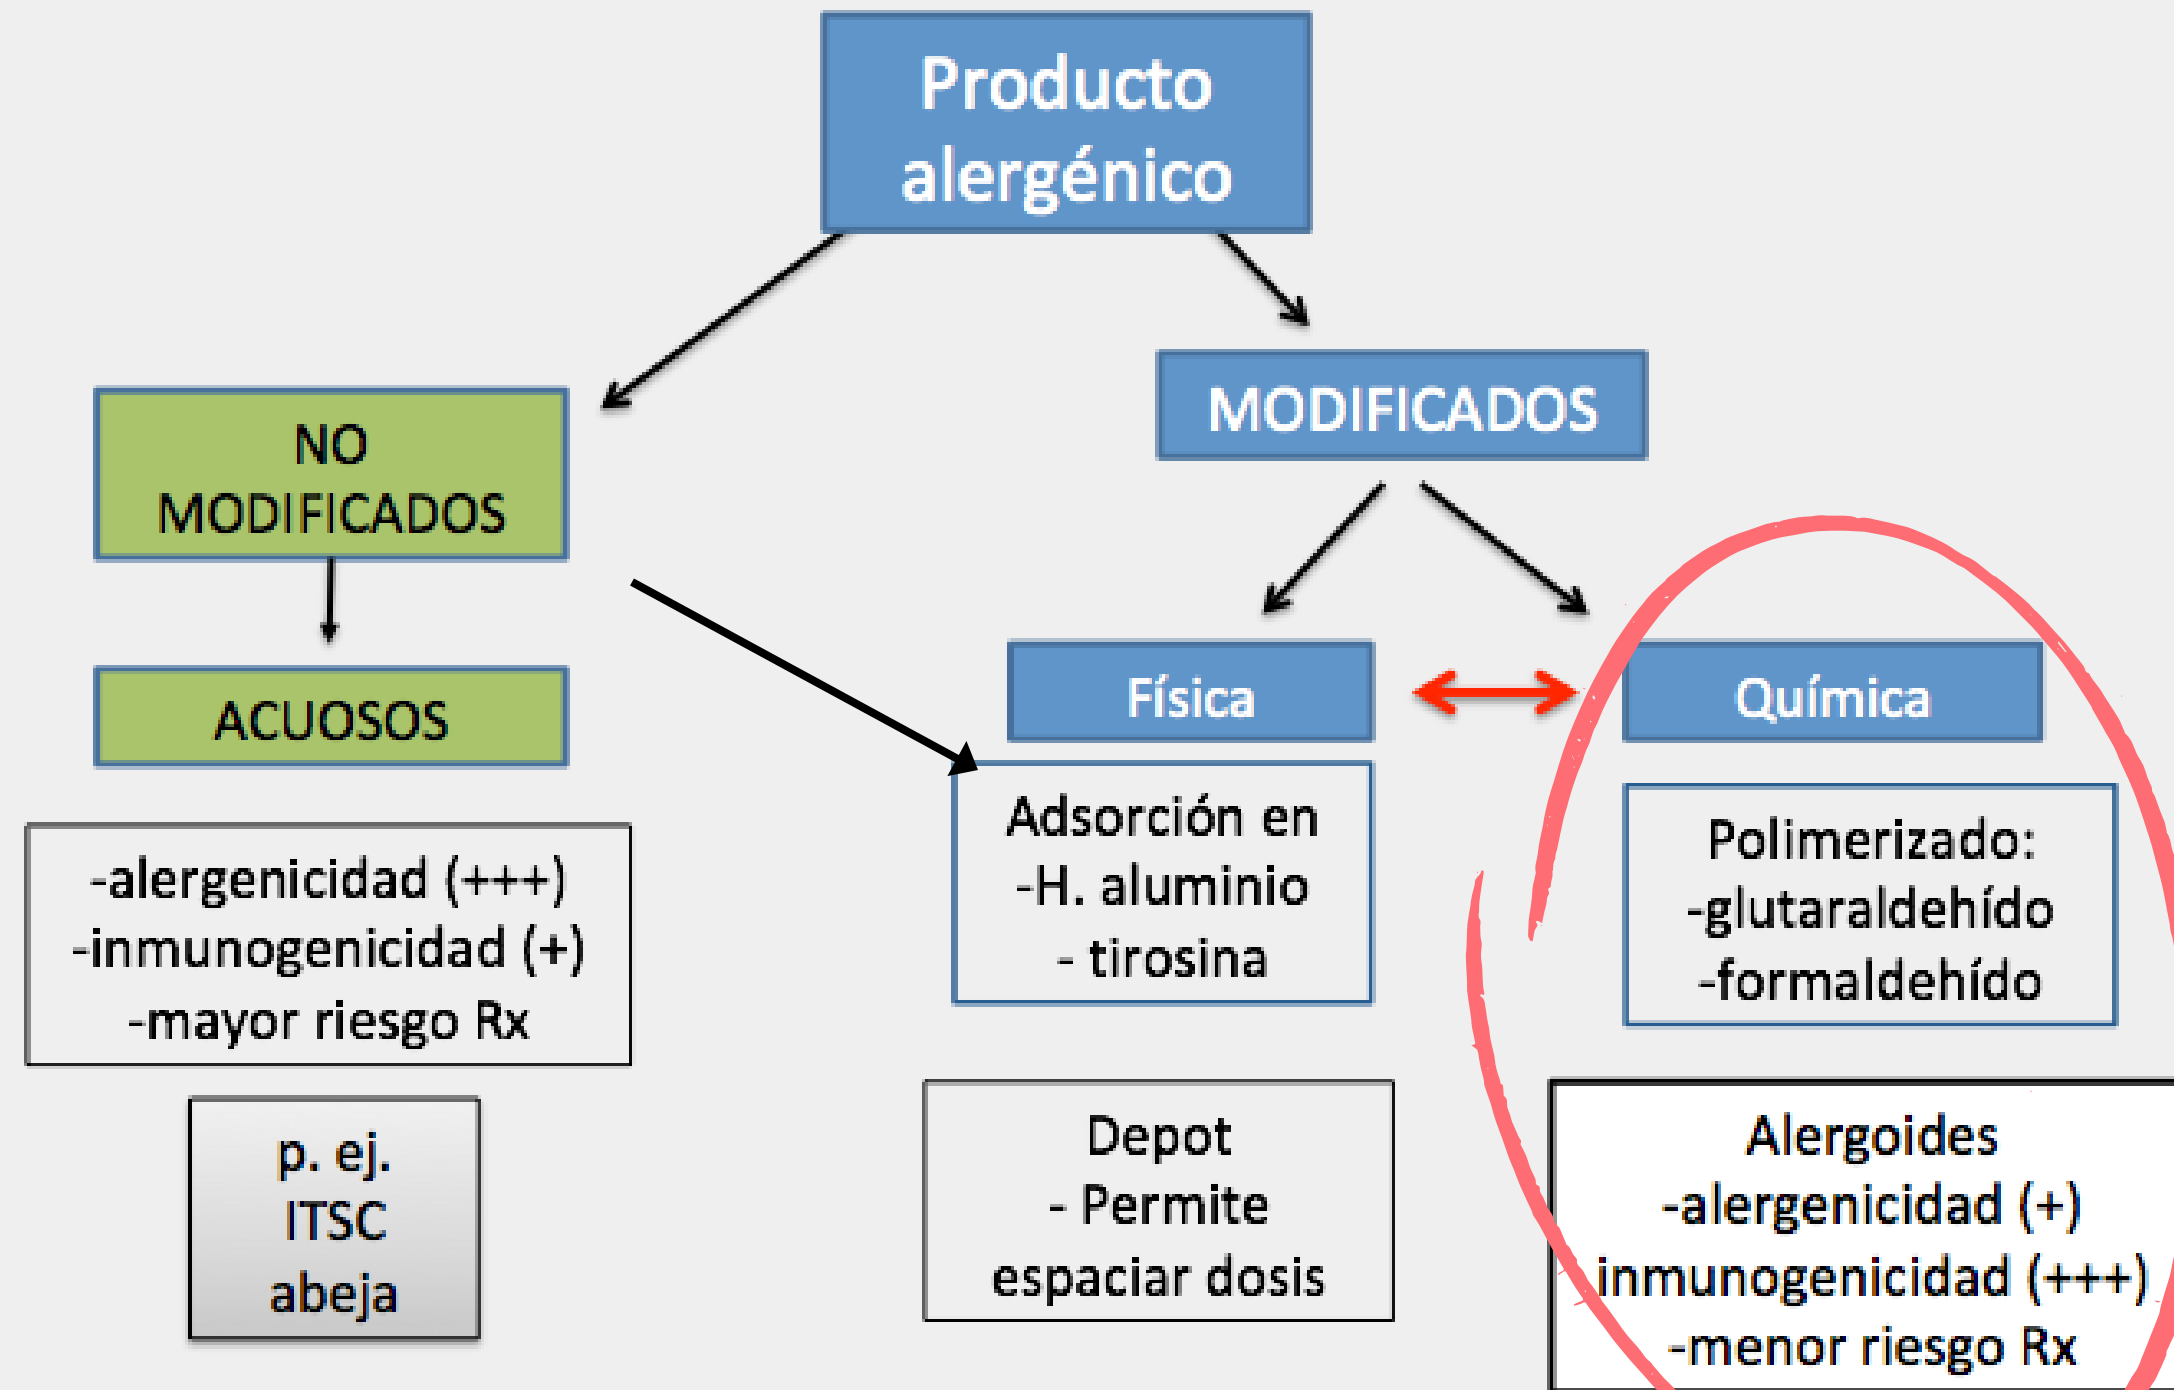 Producto
alergénico
NO
MODIFICADOS
ACUOSOS
-alergenicidad (+++)
-inmunogenicidad (+)
-mayor riesgo Rx
p. ej.
ITSC
abeja
MODIFICADOS
Física
Adsorción en
-H. aluminio
- tirosina
Depot
- Permite
espaciar dosis
Química
Polimerizado:
-glutaraldehído
-formaldehído
Alergoides
-alergenicidad (+)
inmunogenicidad (+++)
-menor riesgo Rx